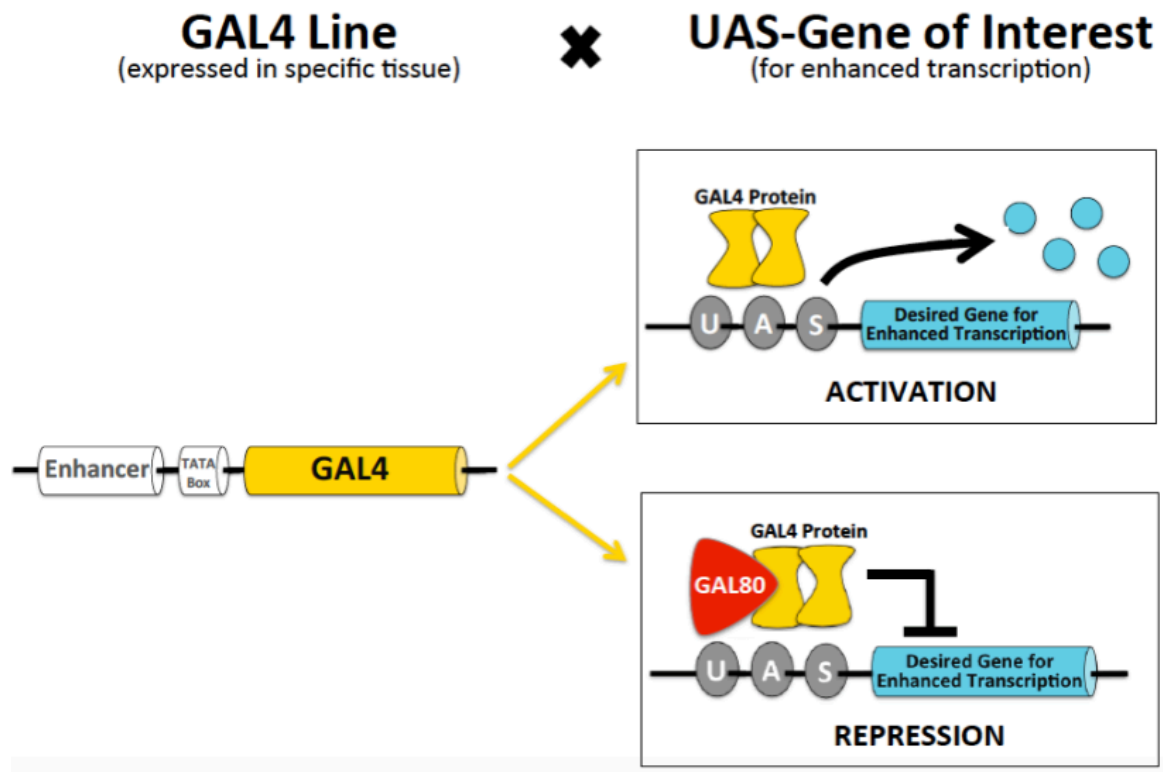 GAL4 Line
(expressed in specific tissue)
✖
UAS-Gene of Interest
(for enhanced transcription)
GAL4 Protein
U A S
Desired Gene for
Enhanced Transcription
ACTIVATION
Enhancer
TATA
Box
GAL4
GAL4 Protein
GAL80
U A S
Desired Gene for
Enhanced Transcription
REPRESSION